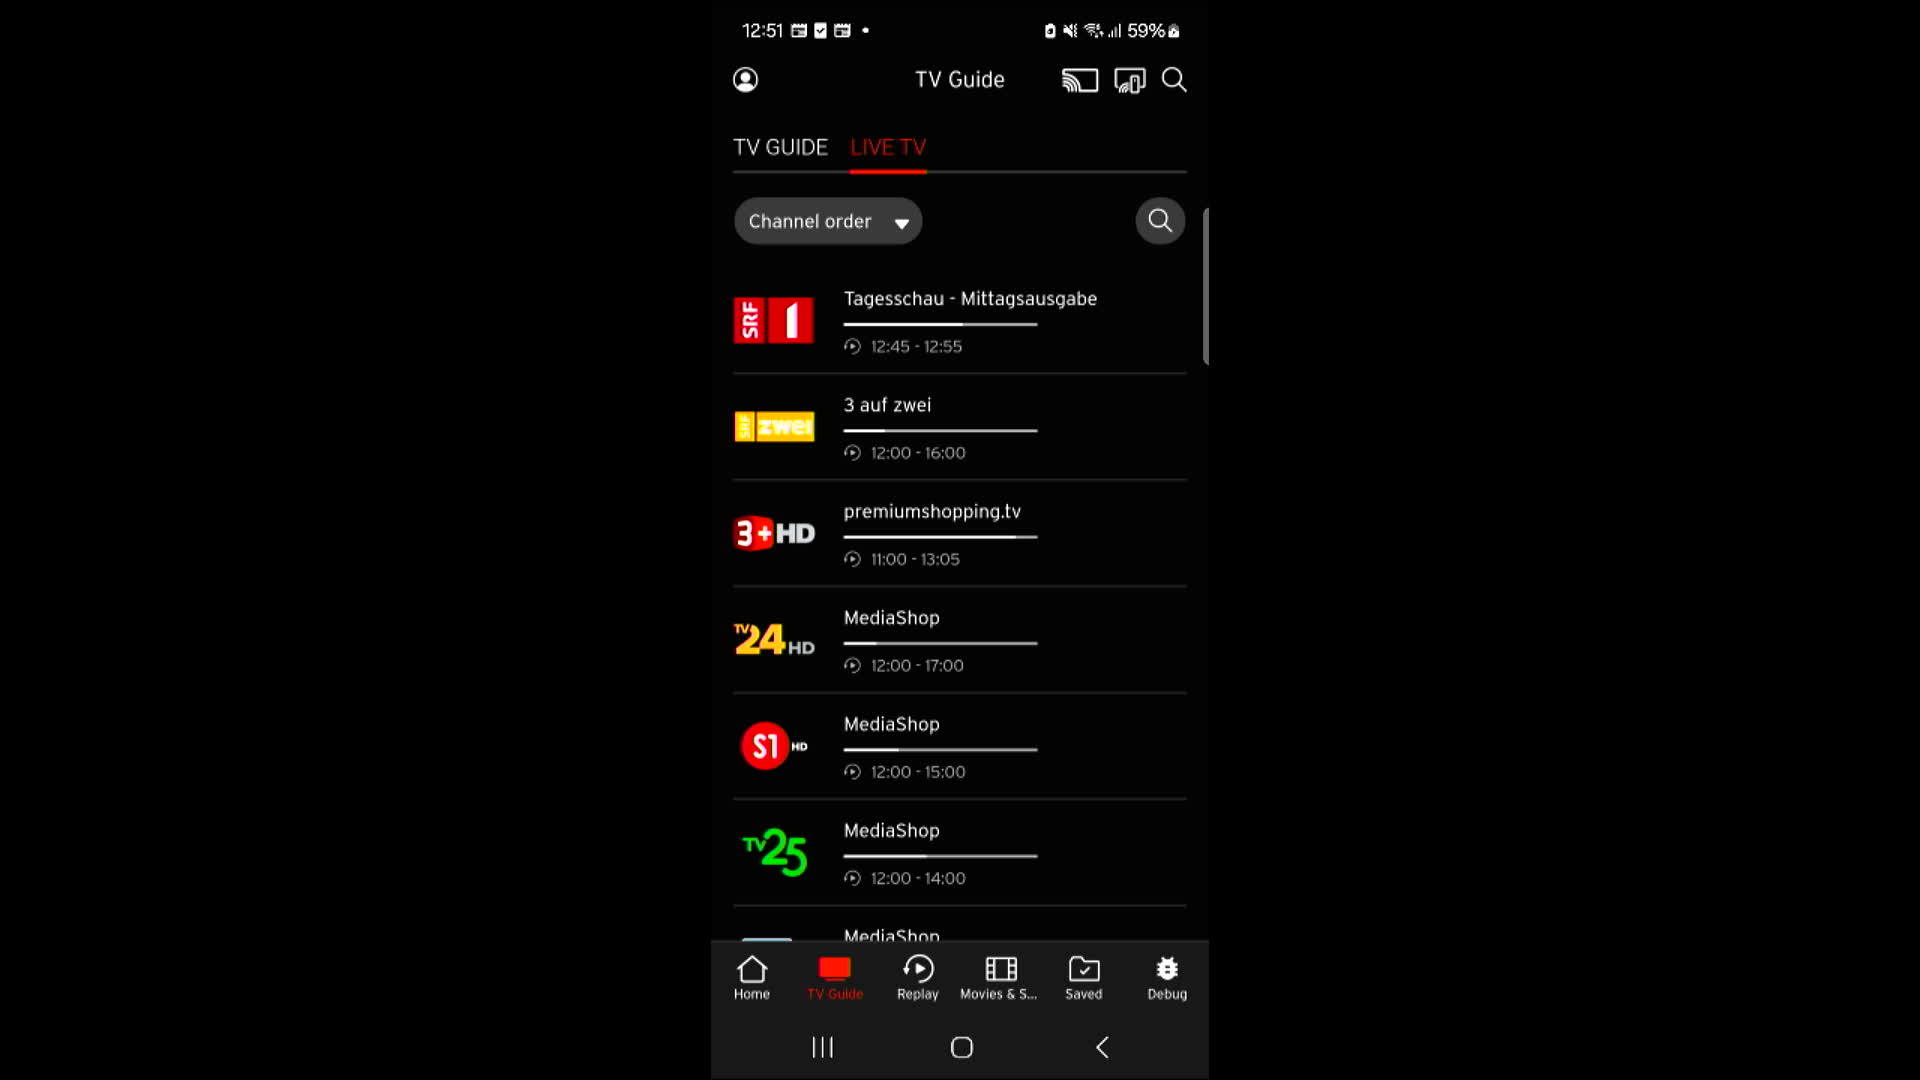 12:51
59%
TV Guide
TV GUIDE LIVE TV
Channel order
SRF 1
Tagesschau - Mittagsausgabe
12:45 - 12:55
SRF zwei
3 auf zwei
12:00 - 16:00
3+HD
premiumshopping.tv
11:00 - 13:05
TV24HD
MediaShop
12:00 - 17:00
S1 HD
MediaShop
12:00 - 15:00
TV25
MediaShop
12:00 - 14:00
MediaShop
Home TV Guide Replay Movies & S... Saved Debug